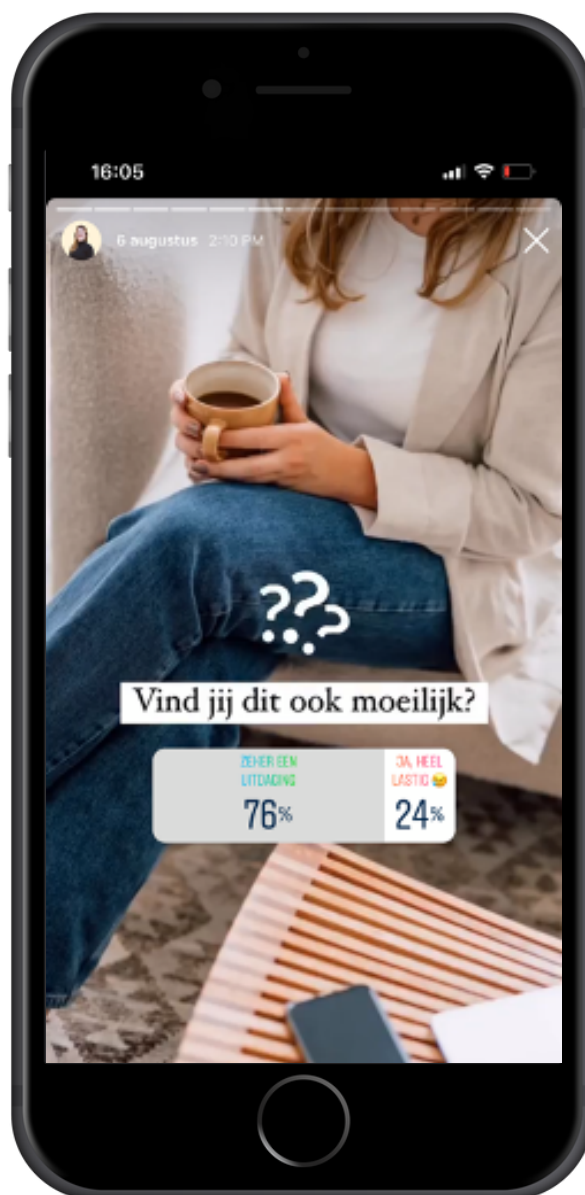 16:05
6 augustus 2:10 PM
???
Vind jij dit ook moeilijk?
ZEKER EEN
UITDAGING
JA, HEEL
LASTIG 😂
76%
24%